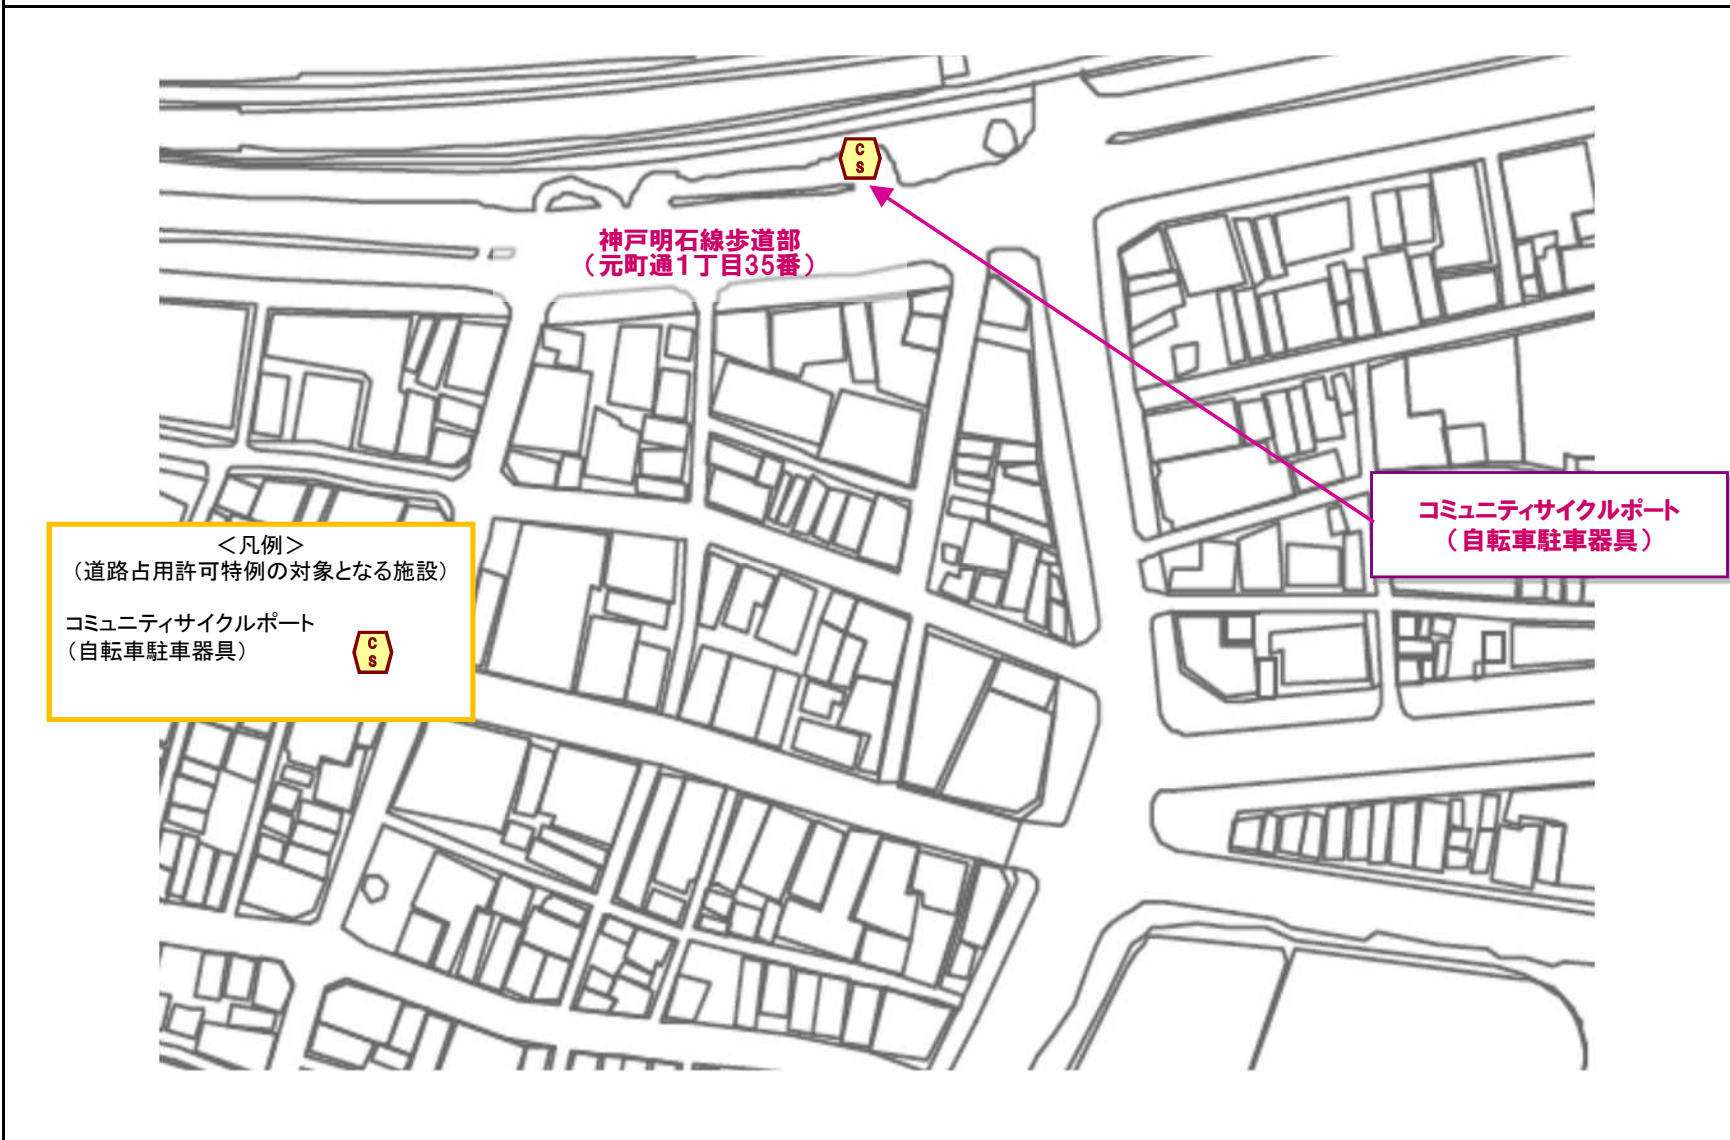 C
S
神戸明石線歩道部
（元町通１丁目35番）
コミュニティサイクルポート
（自転車駐車器具）
＜凡例＞
（道路占用許可特例の対象となる施設）
コミュニティサイクルポート
（自転車駐車器具）
C
S